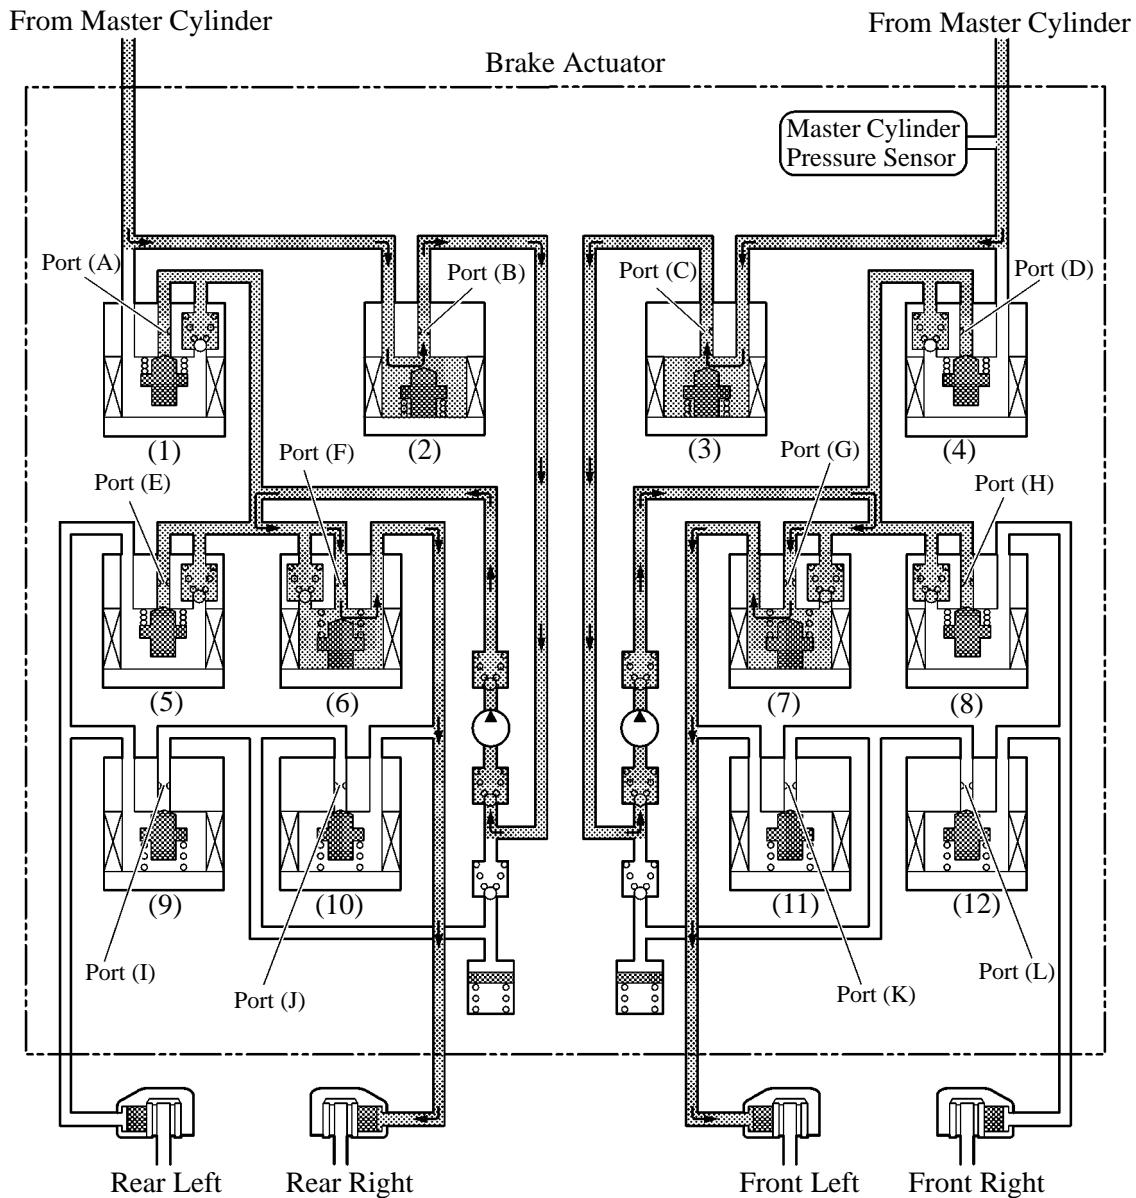 From Master Cylinder
From Master Cylinder
Brake Actuator
Master Cylinder
Pressure Sensor
Port (A)
Port (B)
Port (C)
Port (D)
(1)
(2)
(3)
(4)
Port (E)
Port (F)
Port (G)
Port (H)
(5)
(6)
(7)
(8)
(9)
(10)
(11)
(12)
Port (I)
Port (J)
Port (K)
Port (L)
Rear Left
Rear Right
Front Left
Front Right